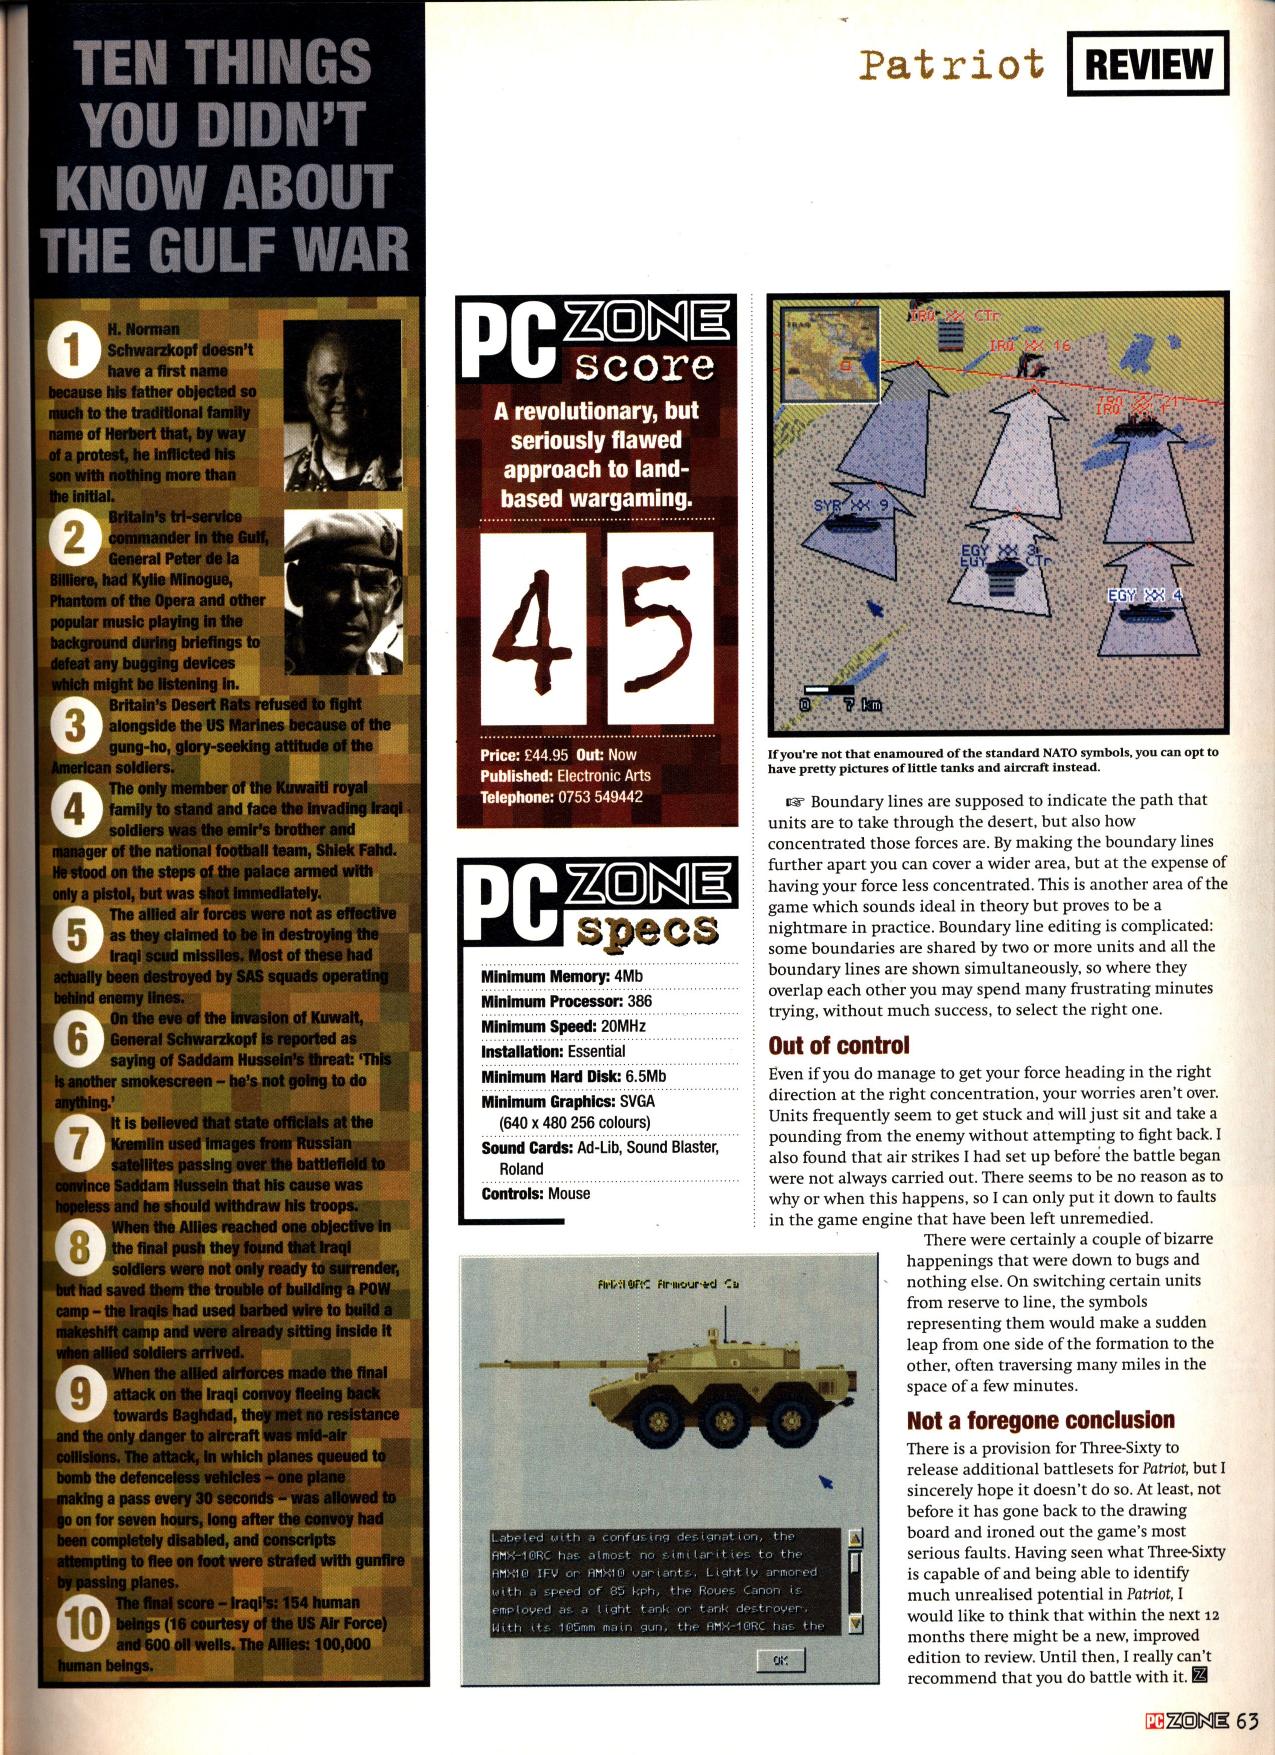 TEN THINGS
YOU DIDN'T
KNOW ABOUT
THE GULF WAR
1
H. Norman
Schwarzkopf doesn't
have a first name
because his father objected so
much to the traditional family
name of Herbert that, by way
of a protest, he inflicted his
son with nothing more than
the initial.
2
Britain's tri-service
commander in the Gulf,
General Peter de la
Billiere, had Kylie Minogue,
Phantom of the Opera and other
popular music playing in the
background during briefings to
defeat any bugging devices
which might be listening in.
3
Britain's Desert Rats refused to fight
alongside the US Marines because of the
gung-ho, glory-seeking attitude of the
American soldiers.
4
The only member of the Kuwaiti royal
family to stand and face the invading Iraqi
soldiers was the emir's brother and
manager of the national football team, Shiek Fahd.
He stood on the steps of the palace armed with
only a pistol, but was shot immediately.
5
The allied air forces were not as effective
as they claimed to be in destroying the
Iraqi scud missiles. Most of these had
actually been destroyed by SAS squads operating
behind enemy lines.
6
On the eve of the invasion of Kuwait,
General Schwarzkopf is reported as
saying of Saddam Hussein's threat: 'This
is another smokescreen – he's not going to do
anything.'
7
It is believed that state officials at the
Kremlin used images from Russian
satellites passing over the battlefield to
convince Saddam Hussein that his cause was
hopeless and he should withdraw his troops.
8
When the Allies reached one objective in
the final push they found that Iraqi
soldiers were not only ready to surrender,
but had saved them the trouble of building a POW
camp – the Iraqis had used barbed wire to build a
makeshift camp and were already sitting inside it
when allied soldiers arrived.
9
When the allied airforces made the final
attack on the Iraqi convoy fleeing back
towards Baghdad, they met no resistance
and the only danger to aircraft was mid-air
collisions. The attack, in which planes queued to
bomb the defenceless vehicles – one plane
making a pass every 30 seconds – was allowed to
go on for seven hours, long after the convoy had
been completely disabled, and conscripts
attempting to flee on foot were strafed with gunfire
by passing planes.
10
The final score – Iraqi's: 154 human
beings (16 courtesy of the US Air Force)
and 600 oil wells. The Allies: 100,000
human beings.
Patriot REVIEW
PC ZONE
score
A revolutionary, but
seriously flawed
approach to land-
based wargaming.
45
Price: £44.95 Out: Now
Published: Electronic Arts
Telephone: 0753 549442
PC ZONE
specs
Minimum Memory: 4Mb
Minimum Processor: 386
Minimum Speed: 20MHz
Installation: Essential
Minimum Hard Disk: 6.5Mb
Minimum Graphics: SVGA
(640 x 480 256 colours)
Sound Cards: Ad-Lib, Sound Blaster,
Roland
Controls: Mouse
AMX10RC Armoured Ca
Labeled with a confusing designation, the
AMX-10RC has almost no similarities to the
AMX10 IFV or AMX10 variants. Lightly armored
with a speed of 85 kph, the Roues Canon is
employed as a light tank or tank destroyer.
With its 105mm main gun, the AMX-10RC has the
OK
IRAQ
IRQ XX CTr
IRQ XX 16
IRQ XX 21
IRQ XX 1
SYR XX 9
EGY XX 3
EGY CTr
EGY XX 4
0 7 km
If you're not that enamoured of the standard NATO symbols, you can opt to
have pretty pictures of little tanks and aircraft instead.
☞ Boundary lines are supposed to indicate the path that
units are to take through the desert, but also how
concentrated those forces are. By making the boundary lines
further apart you can cover a wider area, but at the expense of
having your force less concentrated. This is another area of the
game which sounds ideal in theory but proves to be a
nightmare in practice. Boundary line editing is complicated:
some boundaries are shared by two or more units and all the
boundary lines are shown simultaneously, so where they
overlap each other you may spend many frustrating minutes
trying, without much success, to select the right one.
Out of control
Even if you do manage to get your force heading in the right
direction at the right concentration, your worries aren't over.
Units frequently seem to get stuck and will just sit and take a
pounding from the enemy without attempting to fight back. I
also found that air strikes I had set up before the battle began
were not always carried out. There seems to be no reason as to
why or when this happens, so I can only put it down to faults
in the game engine that have been left unremedied.
There were certainly a couple of bizarre
happenings that were down to bugs and
nothing else. On switching certain units
from reserve to line, the symbols
representing them would make a sudden
leap from one side of the formation to the
other, often traversing many miles in the
space of a few minutes.
Not a foregone conclusion
There is a provision for Three-Sixty to
release additional battlesets for Patriot, but I
sincerely hope it doesn't do so. At least, not
before it has gone back to the drawing
board and ironed out the game's most
serious faults. Having seen what Three-Sixty
is capable of and being able to identify
much unrealised potential in Patriot, I
would like to think that within the next 12
months there might be a new, improved
edition to review. Until then, I really can't
recommend that you do battle with it. Z
PC ZONE 63